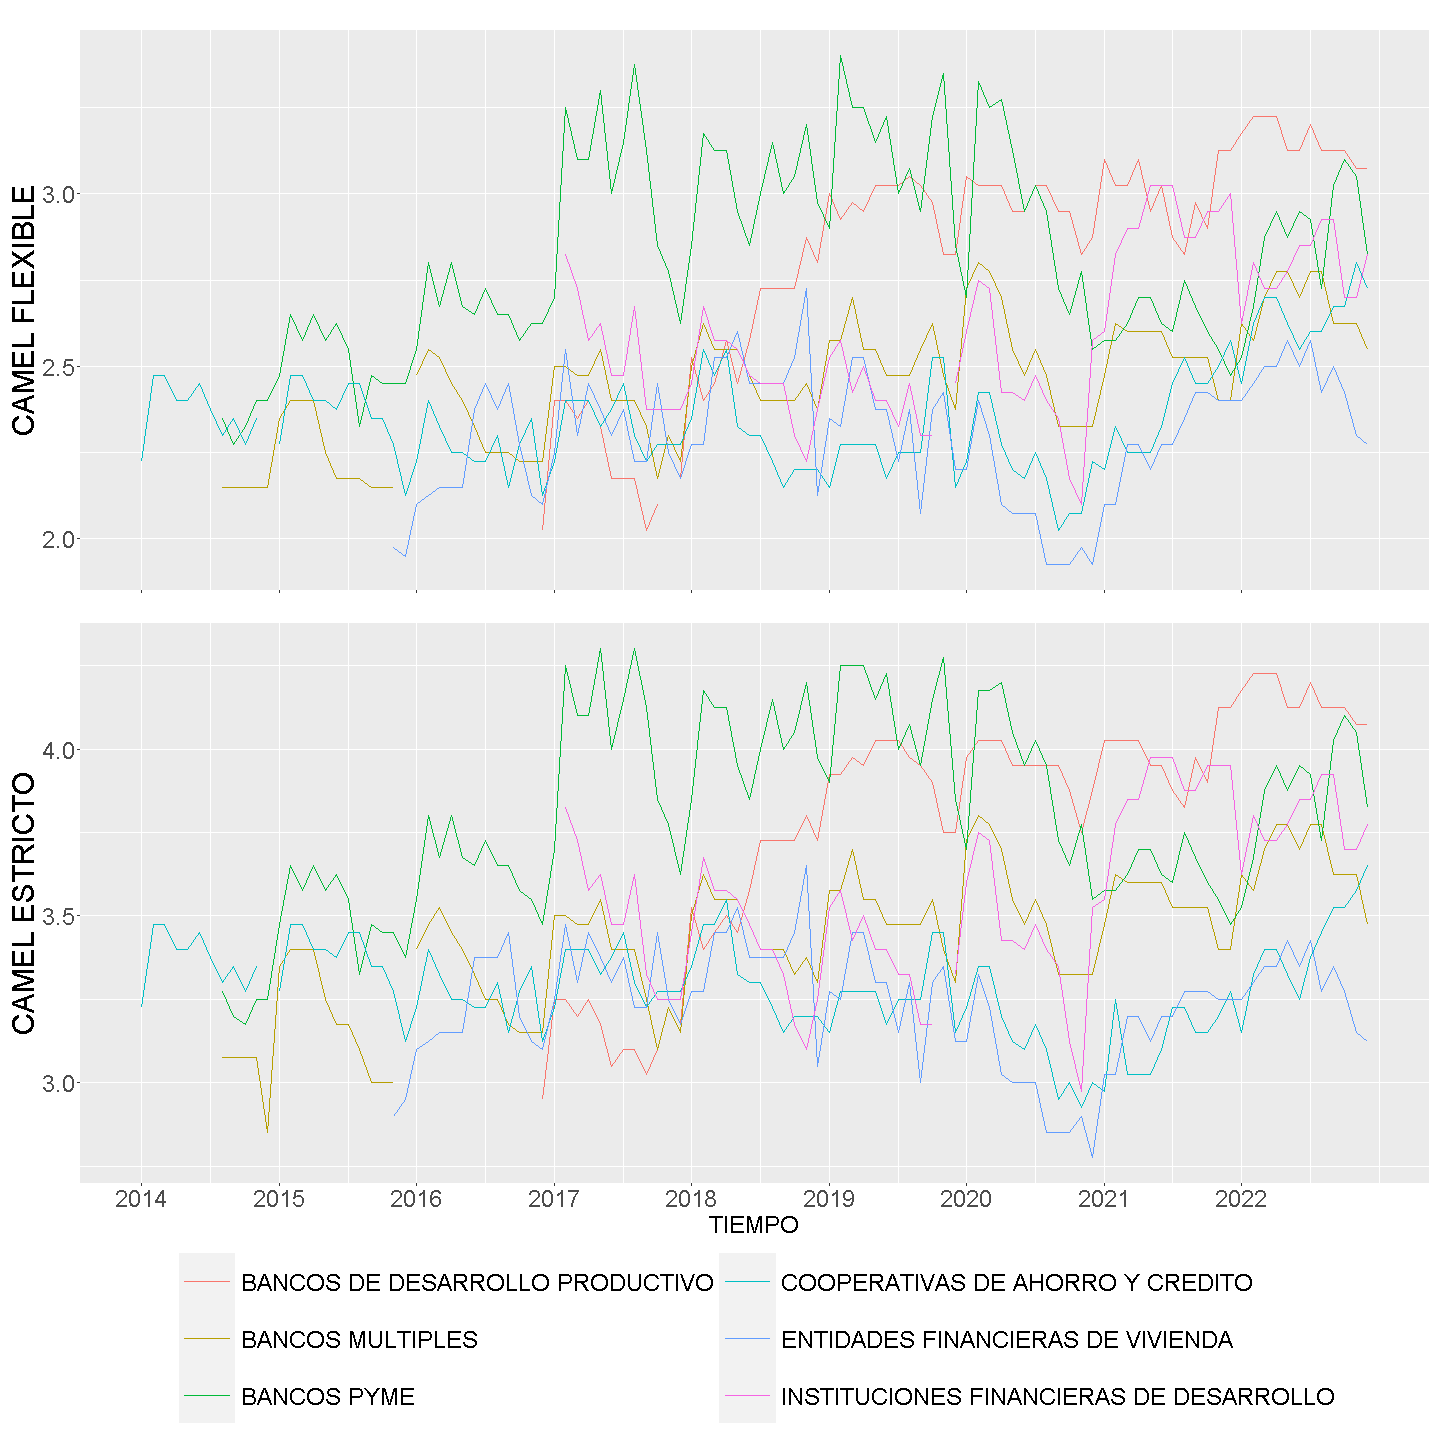 CAMEL FLEXIBLE
3.0
2.5
2.0
CAMEL ESTRICTO
4.0
3.5
3.0
2014 2015 2016 2017 2018 2019 2020 2021 2022
TIEMPO
BANCOS DE DESARROLLO PRODUCTIVO
COOPERATIVAS DE AHORRO Y CREDITO
BANCOS MULTIPLES
ENTIDADES FINANCIERAS DE VIVIENDA
BANCOS PYME
INSTITUCIONES FINANCIERAS DE DESARROLLO